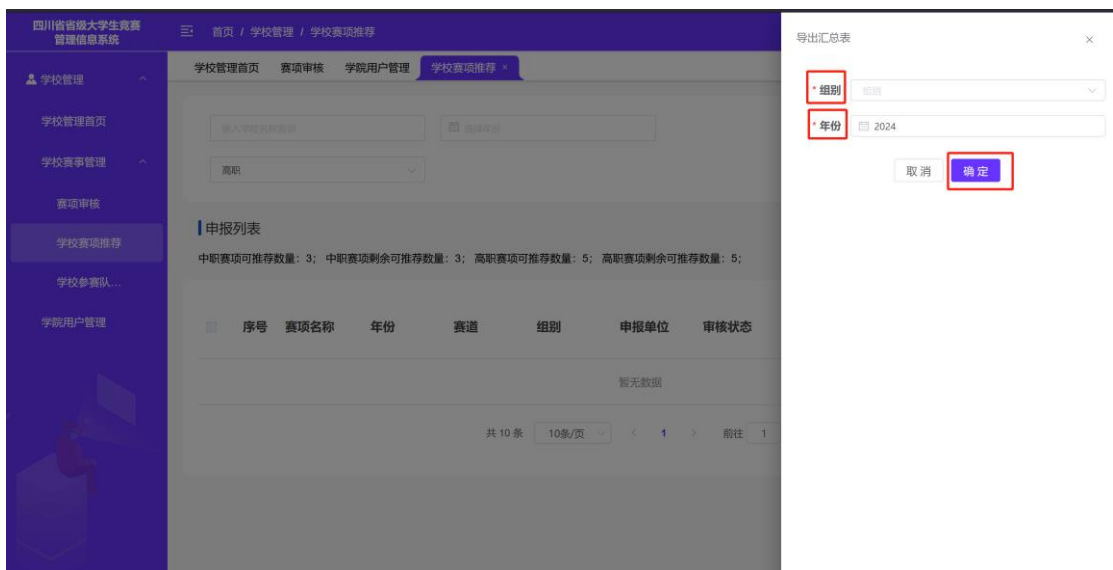 四川省省级大学生竞赛
管理信息系统
首页 / 学校管理 / 学校赛项推荐
学校管理
学校管理首页
学校赛事管理
赛项审核
学校赛项推荐
学校参赛队...
学院用户管理
学校管理首页 赛项审核 学院用户管理 学校赛项推荐 ×
高职
申报列表
中职赛项可推荐数量：3; 中职赛项剩余可推荐数量：3; 高职赛项可推荐数量：5; 高职赛项剩余可推荐数量：5;
序号 赛项名称 年份 赛道 组别 申报单位 审核状态
暂无数据
共 10 条 10条/页 < 1 > 前往 1
导出汇总表 ×
* 组别 组别
* 年份 2024
取消 确定